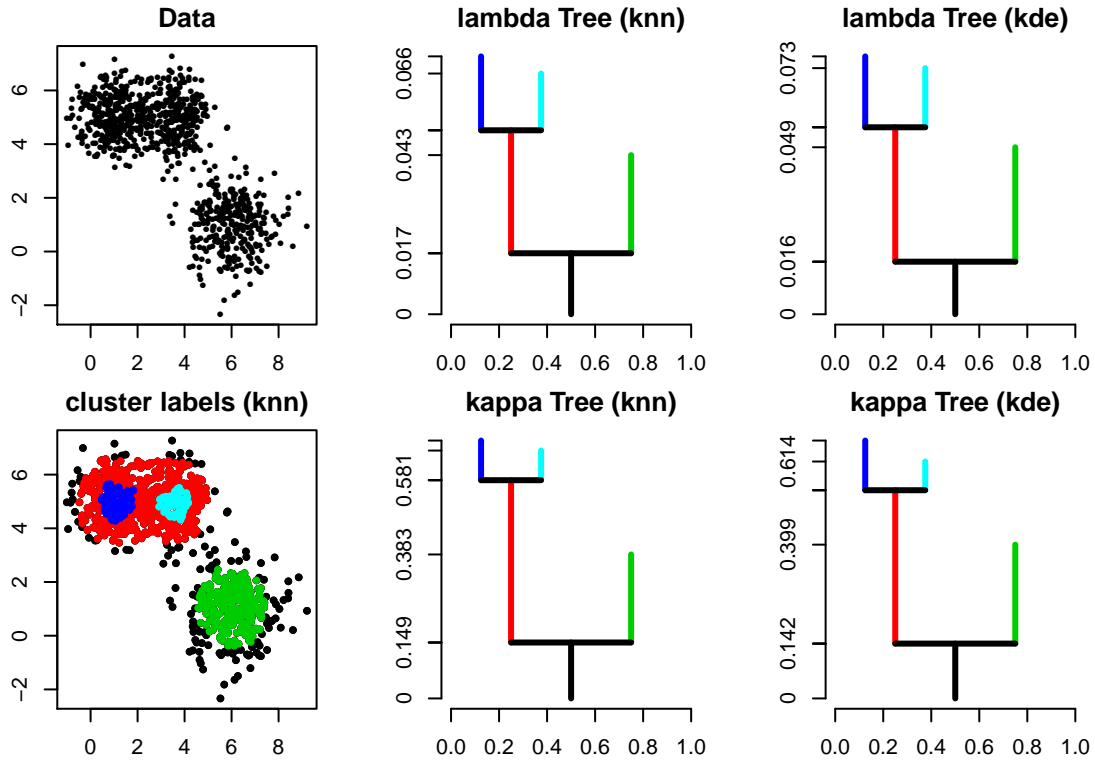 Data
6
4
2
0
−2
0 2 4 6 8
lambda Tree (knn)
0.066
0.043
0.017
0
0.0 0.2 0.4 0.6 0.8 1.0
lambda Tree (kde)
0.073
0.049
0.016
0
0.0 0.2 0.4 0.6 0.8 1.0
cluster labels (knn)
6
4
2
0
−2
0 2 4 6 8
kappa Tree (knn)
0.581
0.383
0.149
0
0.0 0.2 0.4 0.6 0.8 1.0
kappa Tree (kde)
0.614
0.399
0.142
0
0.0 0.2 0.4 0.6 0.8 1.0